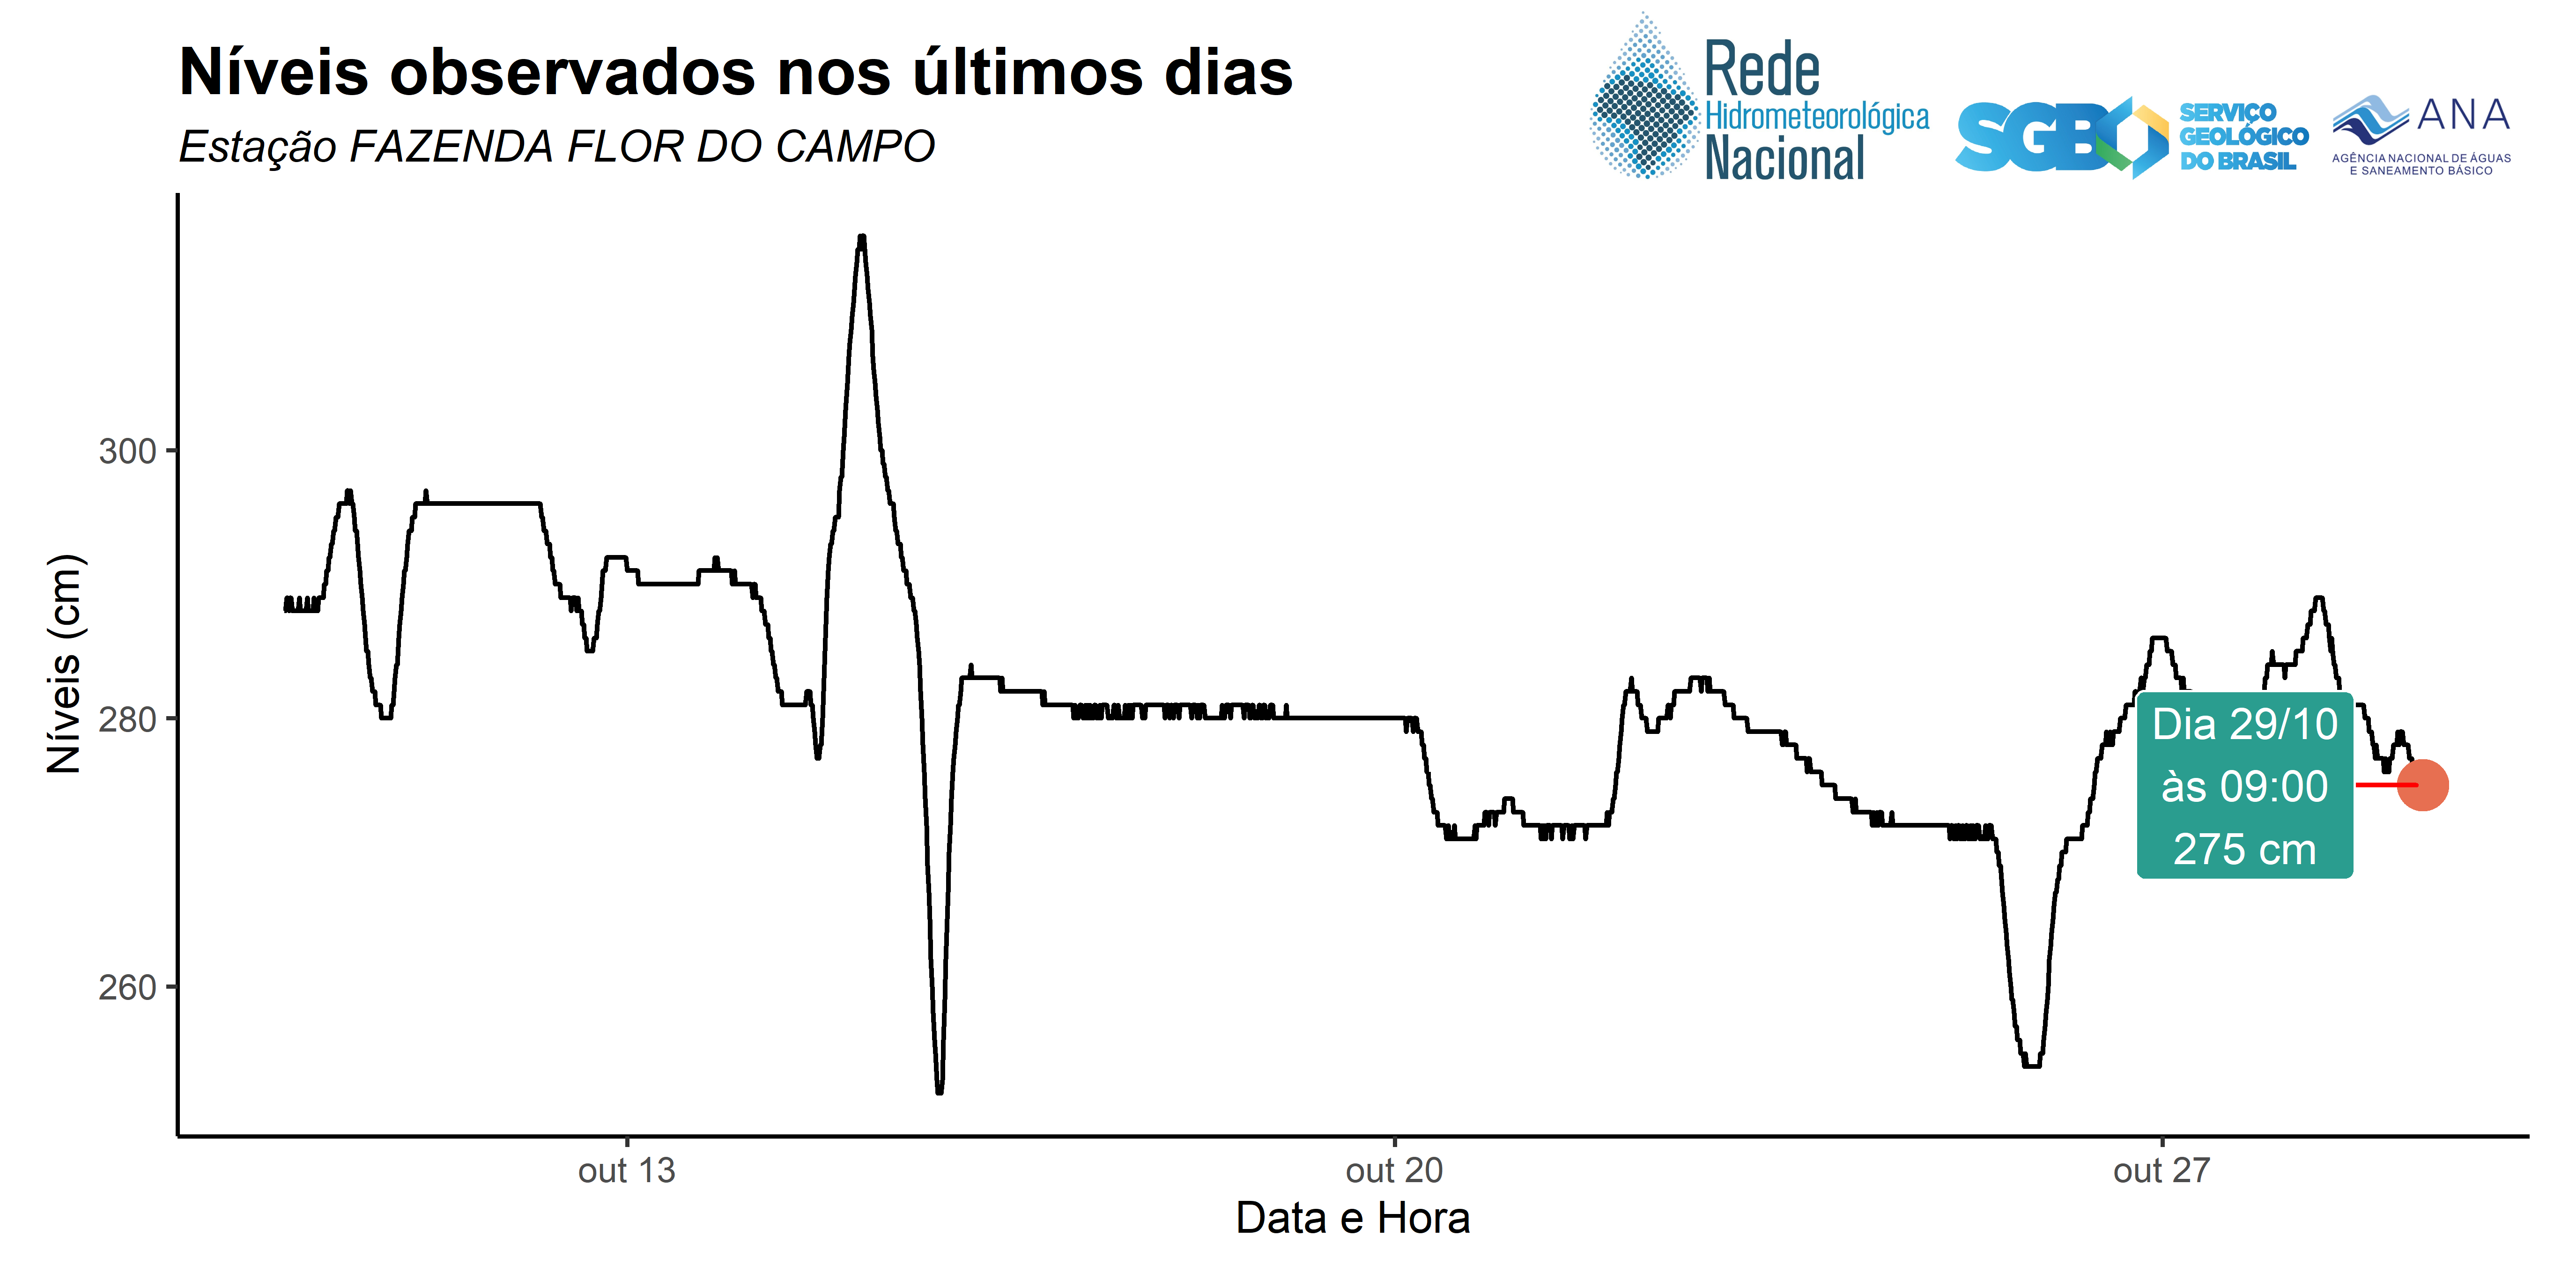 Níveis observados nos últimos dias
Estação FAZENDA FLOR DO CAMPO
Rede
Hidrometeorológica
Nacional
SGB
SERVIÇO
GEOLÓGICO
DO BRASIL
ANA
AGÊNCIA NACIONAL DE ÁGUAS
E SANEAMENTO BÁSICO
Níveis (cm)
300
280
260
Dia 29/10
às 09:00
275 cm
out 13
out 20
out 27
Data e Hora